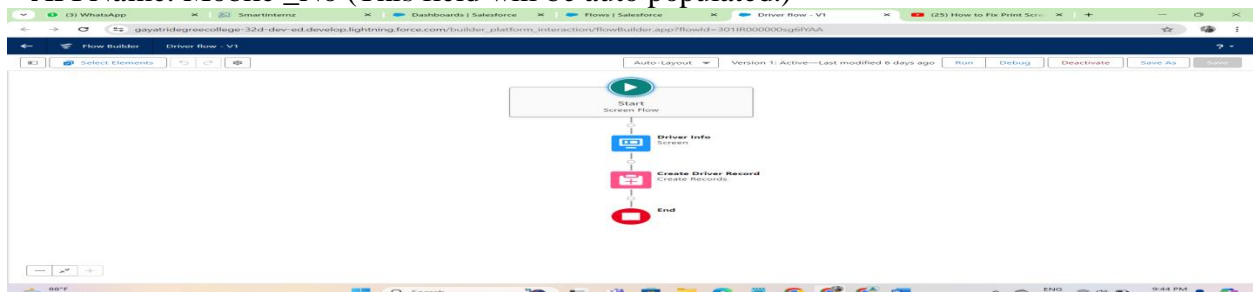 API Name: Mobile _No (This field will be auto populated.)
(3) WhatsApp
SmartInternz
Dashboards | Salesforce
Flows | Salesforce
Driver flow - V1
(25) How to Fix Print Scre
gayatridegreecollege-32d-dev-ed.develop.lightning.force.com/builder_platform_interaction/flowBuilder.app?flowId=301IR000000sg6IYAA
Flow Builder Driver flow - V1
Select Elements
Auto-Layout Version 1: Active—Last modified 6 days ago Run Debug Deactivate Save As Save
Start
Screen Flow
Driver Info
Screen
Create Driver Record
Create Records
End
Search
ENG
9:44 PM